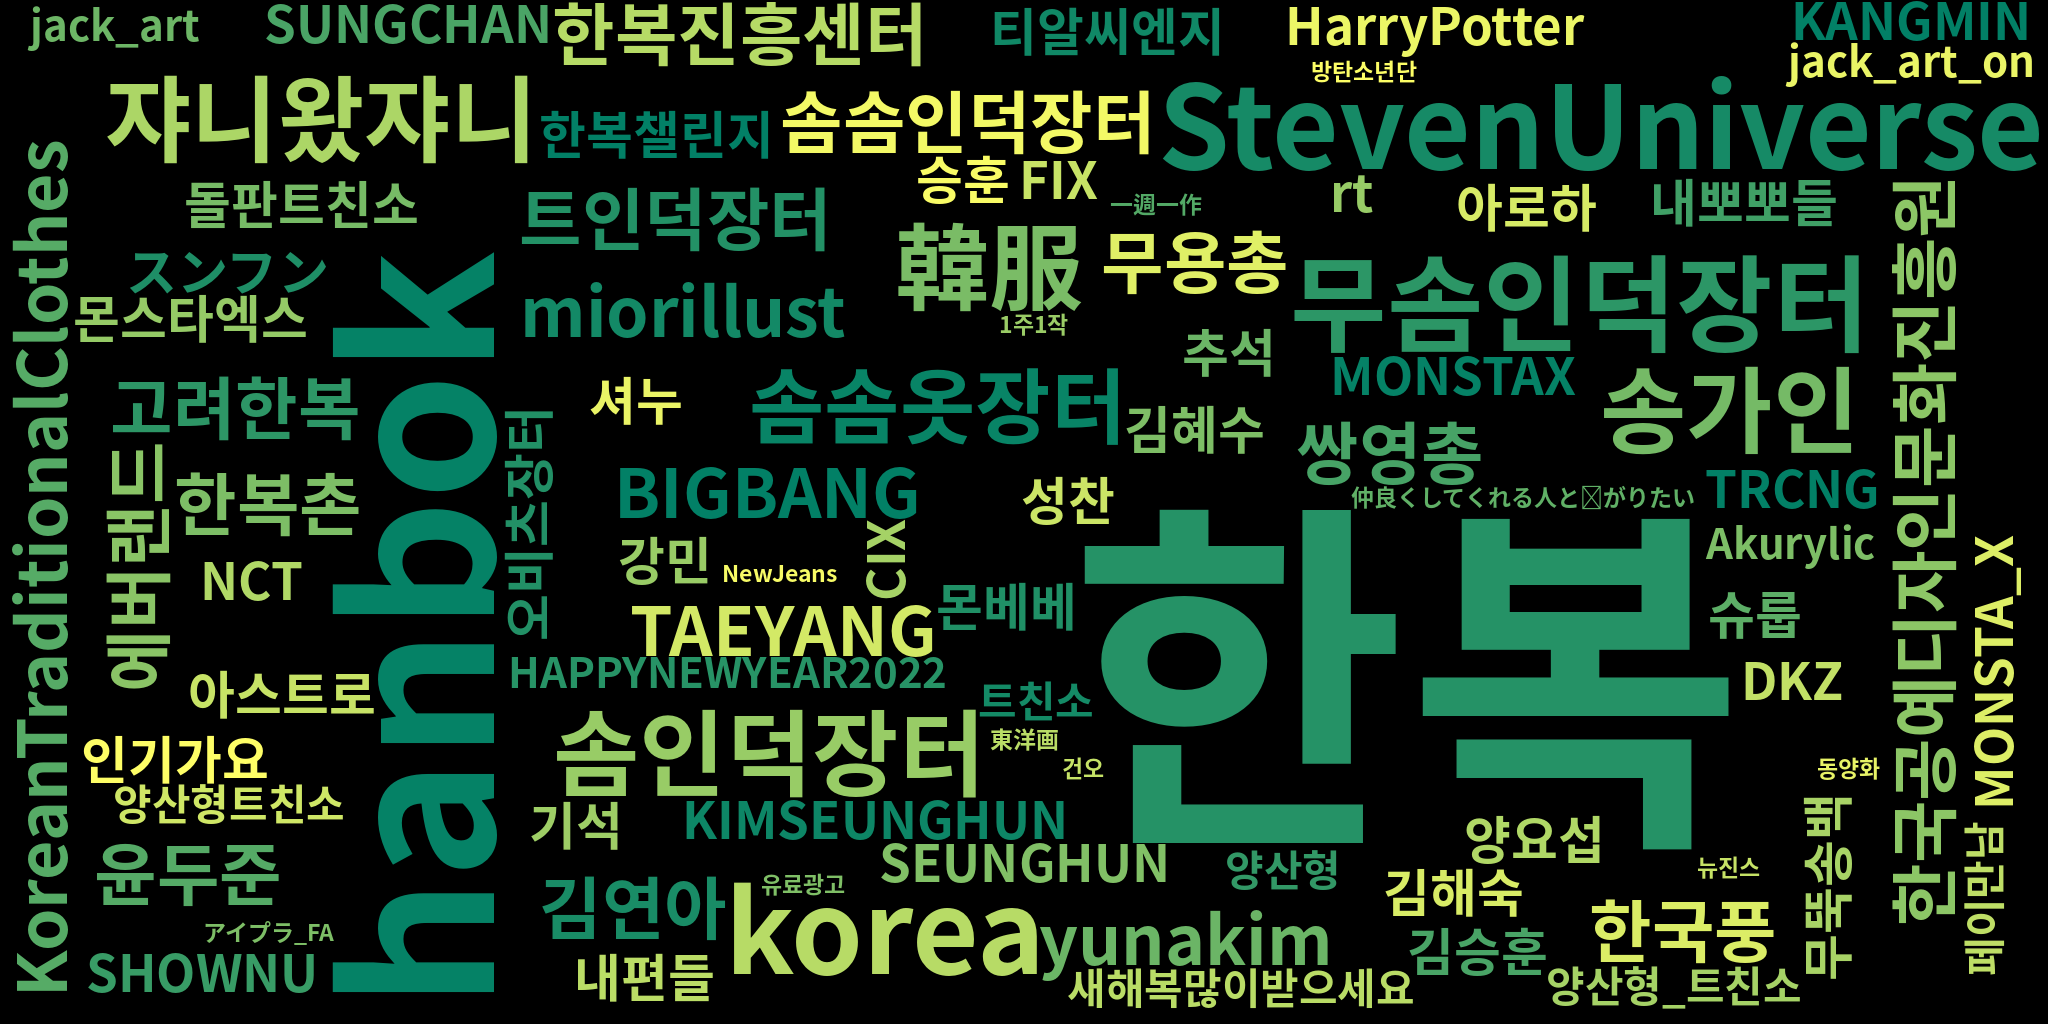 jack_art
SUNGCHAN
한복진흥센터
티알씨엔지
HarryPotter
KANGMIN
방탄소년단
jack_art_on
쟈니왔쟈니
한복챌린지
솜솜인덕장터
StevenUniverse
승훈
FIX
一週一作
rt
아로하
내뽀뽀들
돌판트친소
트인덕장터
韓服
무용총
무솜인덕장터
한국공예디자인문화진흥원
KoreanTraditionalClothes
スンフン
몬스타엑스
hanbok
miorillust
1주1작
추석
MONSTAX
송가인
고려한복
셔누
솜솜옷장터
김혜수
쌍영총
에버랜드
한복촌
오비츠장터
BIGBANG
성찬
仲良くしてくれる人と がりたい
TRCNG
한복
Akurylic
NCT
강민
NewJeans
CIX
몬베베
슈룹
MONSTA_X
TAEYANG
HAPPYNEWYEAR2022
아스트로
트친소
DKZ
솜인덕장터
東洋画
건오
동양화
인기가요
양산형트친소
기석
KIMSEUNGHUN
무뚝송백
페이만남
양요섭
윤두준
SEUNGHUN
양산형
뉴진스
김연아
유료광고
korea
yunakim
김해숙
한국풍
アイプラ_FA
SHOWNU
내편들
새해복많이받으세요
김승훈
양산형_트친소